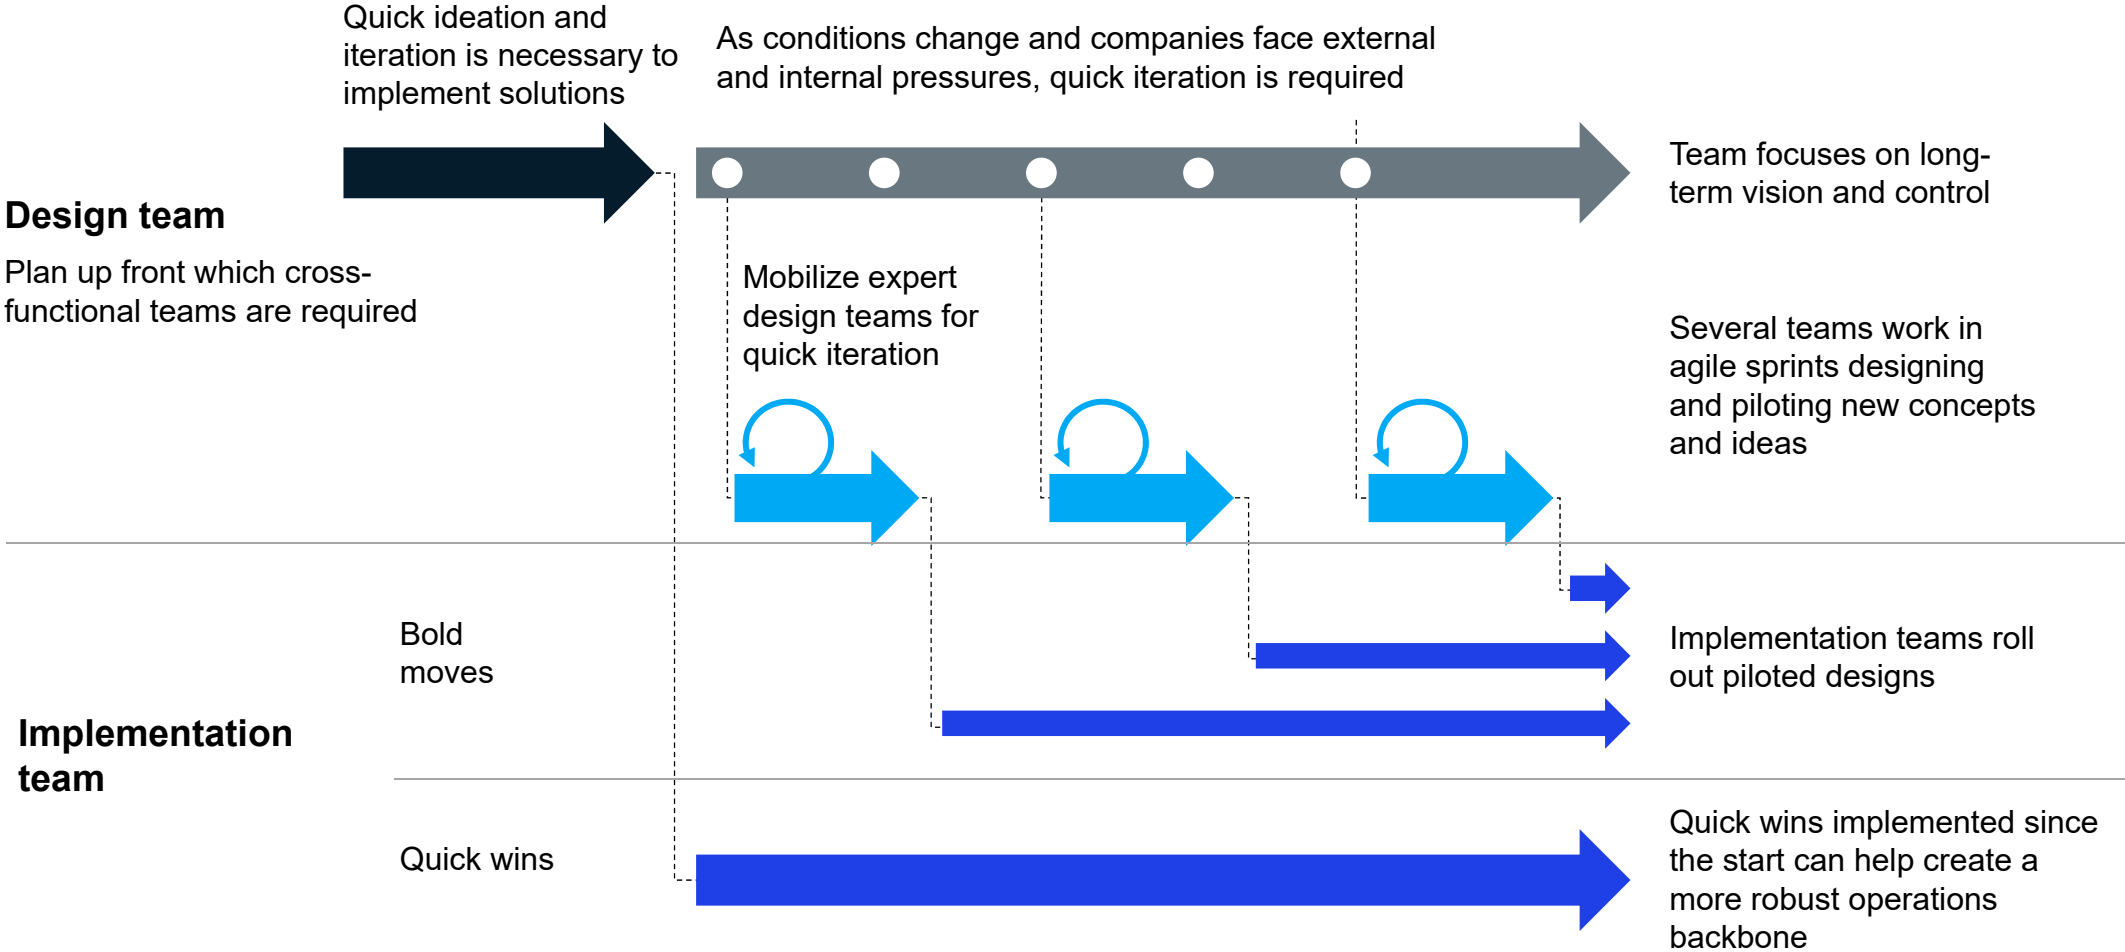 Quick ideation and
iteration is necessary to
implement solutions
As conditions change and companies face external
and internal pressures, quick iteration is required
Team focuses on long-
term vision and control
Design team
Plan up front which cross-
functional teams are required
Mobilize expert
design teams for
quick iteration
Several teams work in
agile sprints designing
and piloting new concepts
and ideas
Bold
moves
Implementation teams roll
out piloted designs
Implementation
team
Quick wins
Quick wins implemented since
the start can help create a
more robust operations
backbone